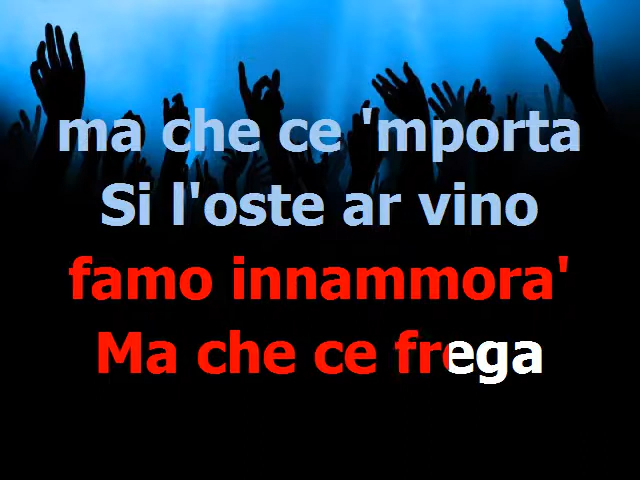 ma che ce 'mporta
Si l'oste ar vino
famo innammora'
Ma che ce frega